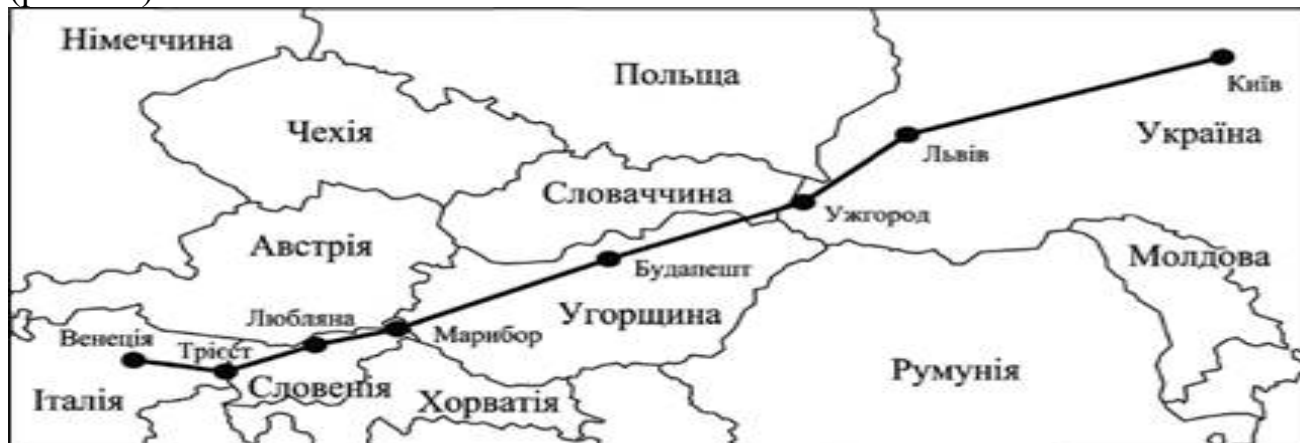 Німеччина
Польща
Київ
Чехія
Україна
Львів
Словаччина
Ужгород
Австрія
Молдова
Будапешт
Любляна
Угорщина
Венеція
Марибор
Трієст
Румунія
Словенія
Італія
Хорватія